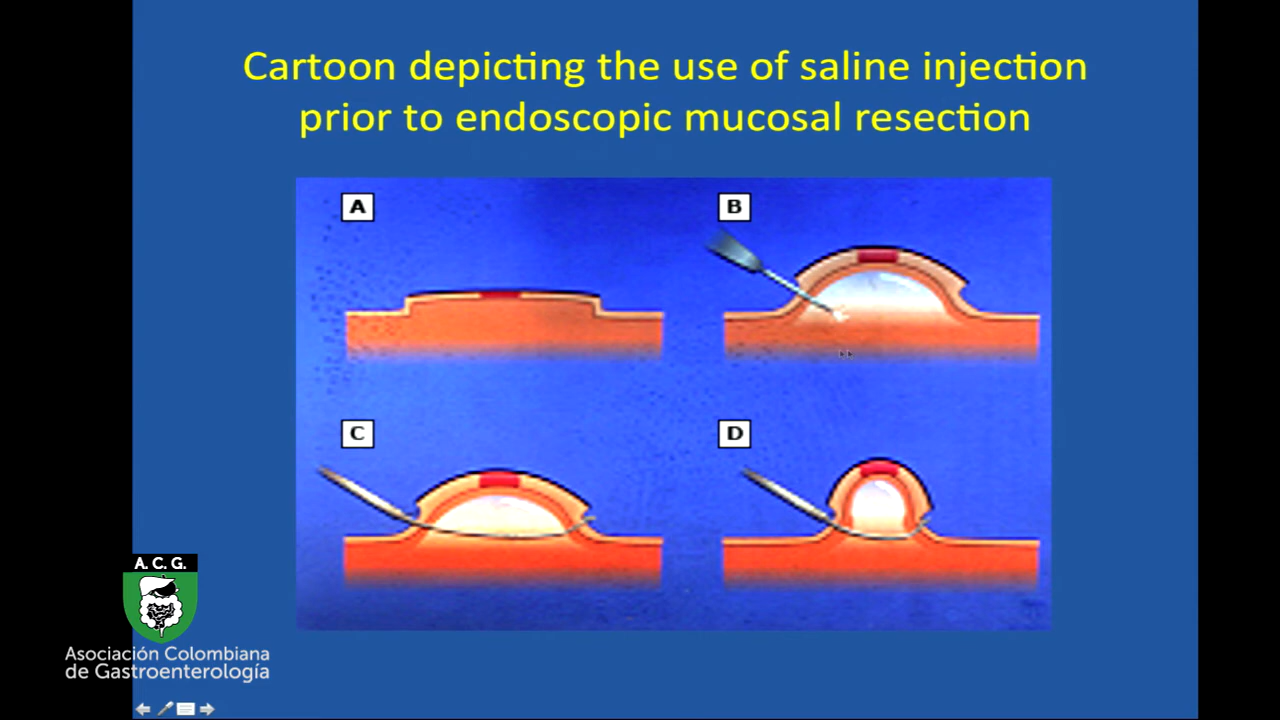 Cartoon depicting the use of saline injection
prior to endoscopic mucosal resection
A
B
C
D
A. C. G.
Asociación Colombiana
de Gastroenterología